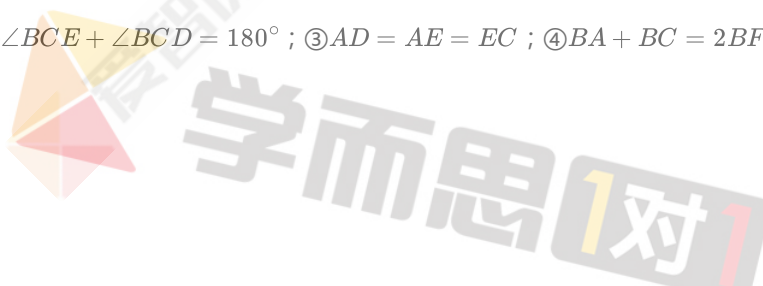 ∠BCE + ∠BCD = 180°；③AD = AE = EC；④BA + BC = 2BF
学而思1对1